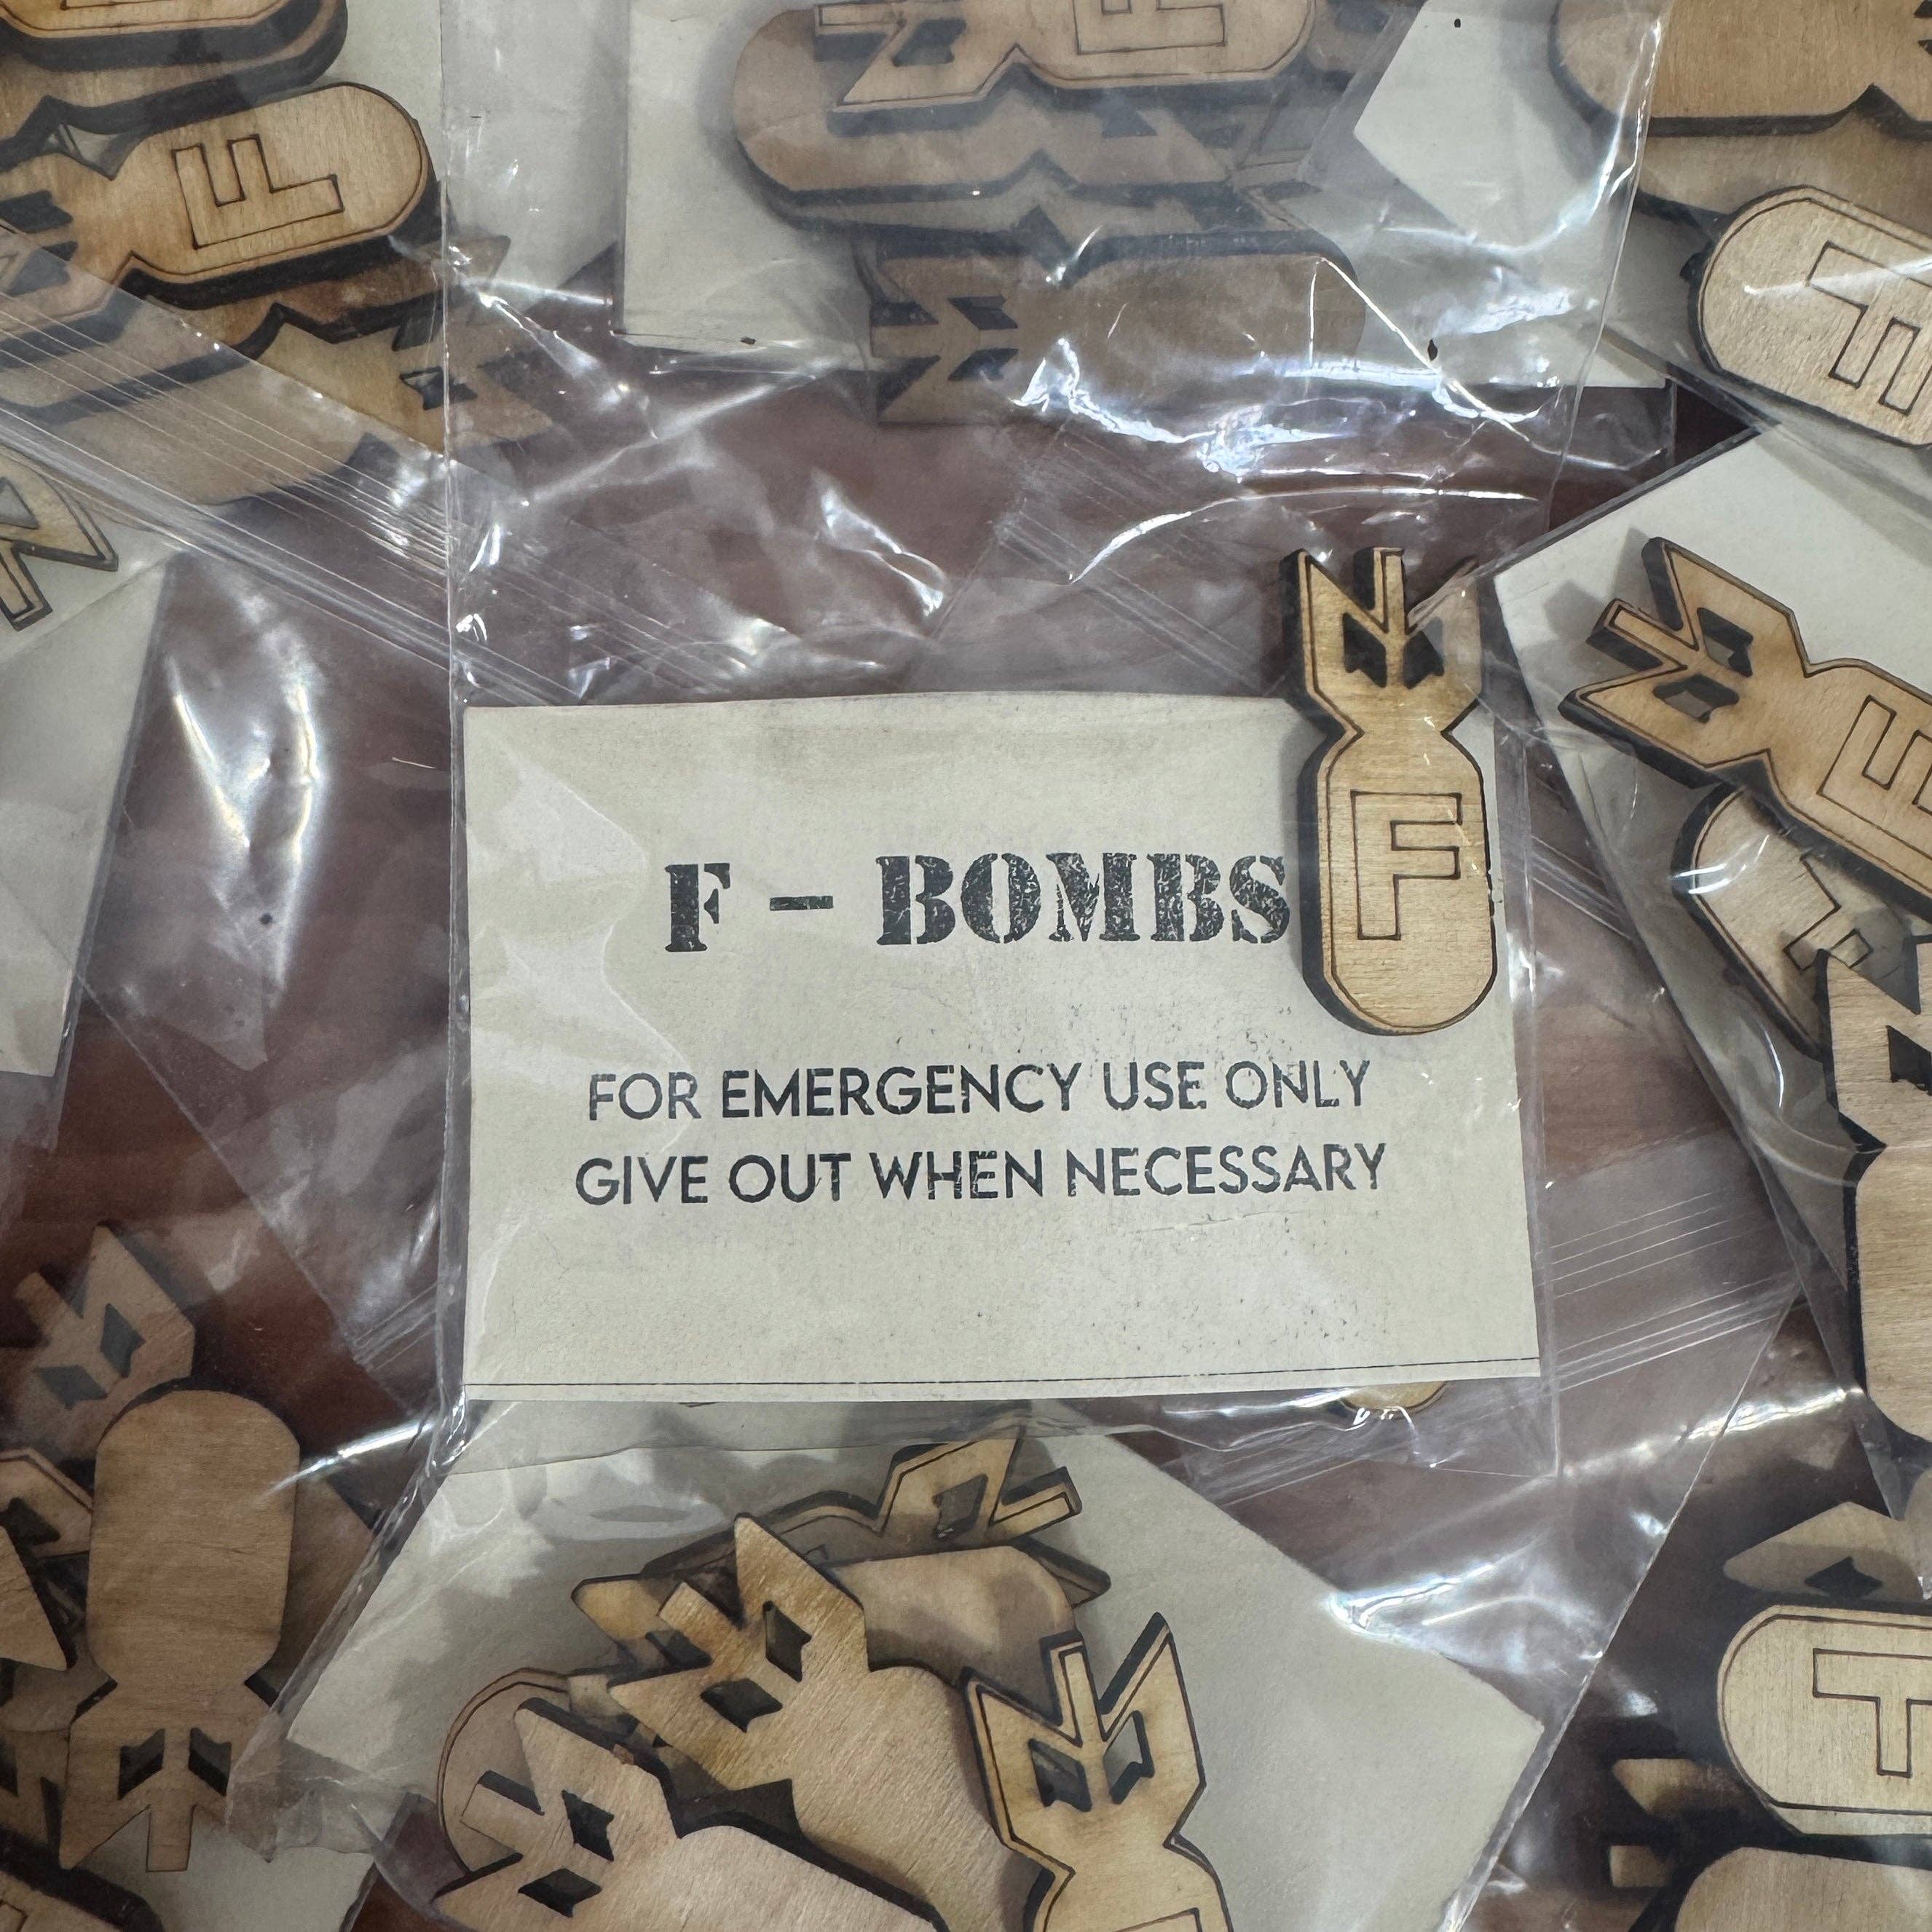 F - BOMBS
FOR EMERGENCY USE ONLY
GIVE OUT WHEN NECESSARY
F
F
F
F
F
F
F
F